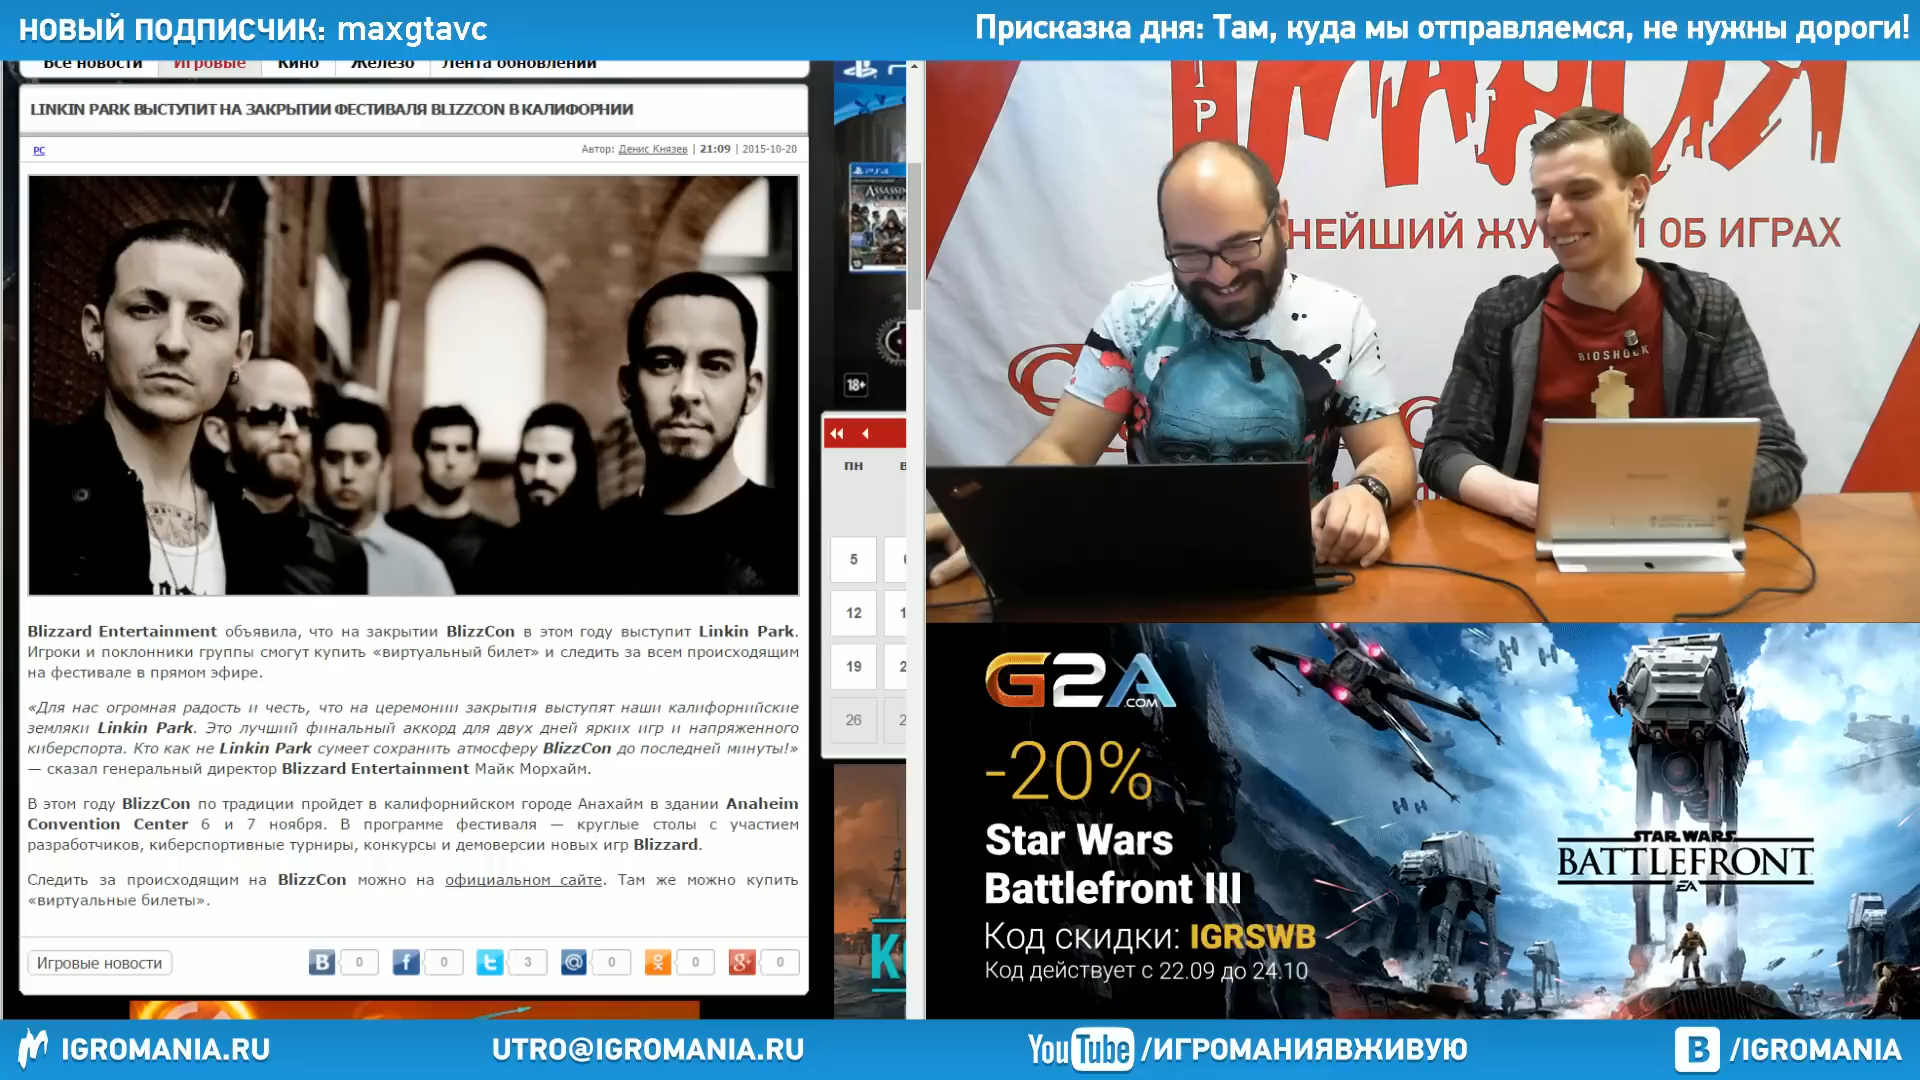 НОВЫЙ ПОДПИСЧИК: maxgtavc
Присказка дня: Там, куда мы отправляемся, не нужны дороги!
Все новости Игровые Кино Железо Лента обновлений
LINKIN PARK ВЫСТУПИТ НА ЗАКРЫТИИ ФЕСТИВАЛЯ BLIZZCON В КАЛИФОРНИИ
PC
Автор: Денис Князев | 21:09 | 2015-10-20
Blizzard Entertainment объявила, что на закрытии BlizzCon в этом году выступит Linkin Park.
Игроки и поклонники группы смогут купить «виртуальный билет» и следить за всем происходящим
на фестивале в прямом эфире.
«Для нас огромная радость и честь, что на церемонии закрытия выступят наши калифорнийские
земляки Linkin Park. Это лучший финальный аккорд для двух дней ярких игр и напряженного
киберспорта. Кто как не Linkin Park сумеет сохранить атмосферу BlizzCon до последней минуты!»
— сказал генеральный директор Blizzard Entertainment Майк Морхайм.
В этом году BlizzCon по традиции пройдет в калифорнийском городе Анахайм в здании Anaheim
Convention Center 6 и 7 ноября. В программе фестиваля — круглые столы с участием
разработчиков, киберспортивные турниры, конкурсы и демоверсии новых игр Blizzard.
Следить за происходящим на BlizzCon можно на официальном сайте. Там же можно купить
«виртуальные билеты».
Игровые новости
В 0 f 0 t 3 @ 0 0 g+ 0
PS4
ASSASSIN
18+
ПН
5
12
19
26
НЕЙШИЙ ЖУ
ОБ ИГРАХ
BIOSHOCK
G2A
.COM
-20%
Star Wars
Battlefront III
Код скидки: IGRSWB
Код действует с 22.09 до 24.10
STAR WARS
BATTLEFRONT
EA
IGROMANIA.RU
UTRO@IGROMANIA.RU
YouTube /ИГРОМАНИЯВЖИВУЮ
В /IGROMANIA